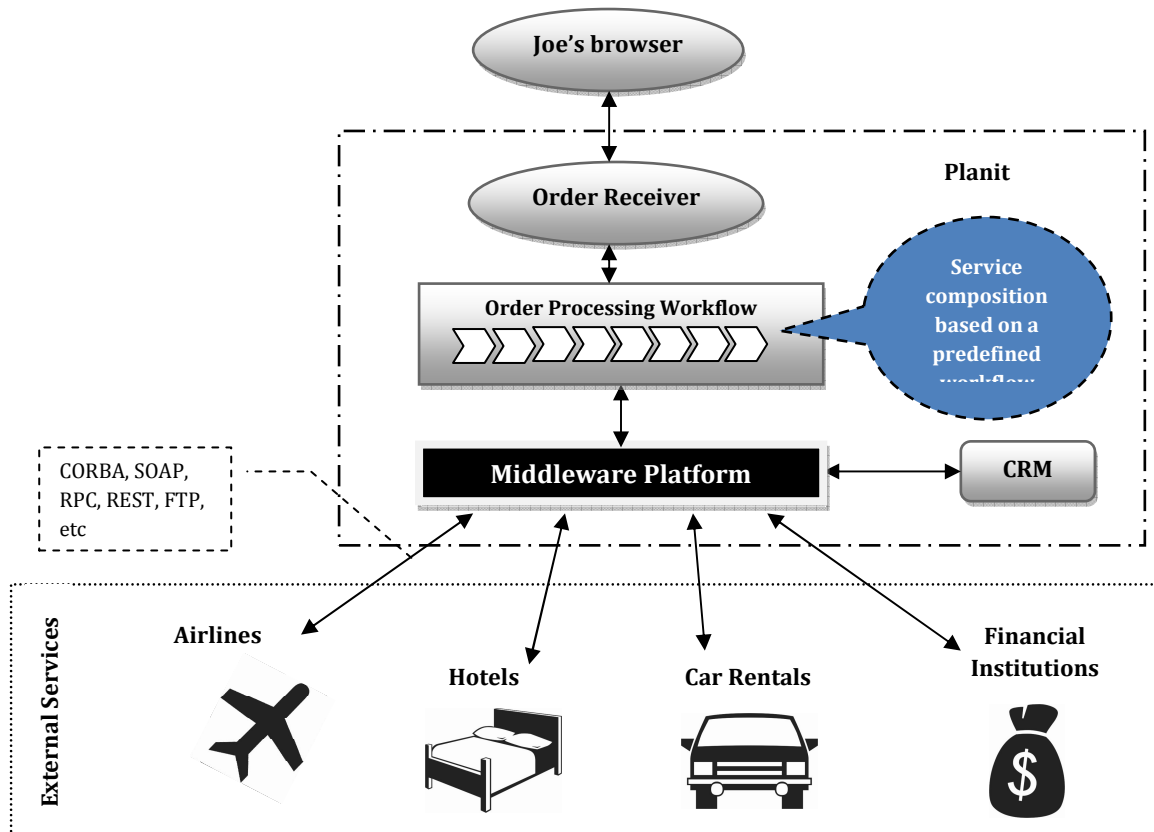 Joe's browser
Planit
Order Receiver
Service
composition
based on a
predefined
Order Processing Workflow
CORBA, SOAP,
RPC, REST, FTP,
etc
Middleware Platform
CRM
External Services
Airlines
Hotels
Car Rentals
Financial
Institutions
$